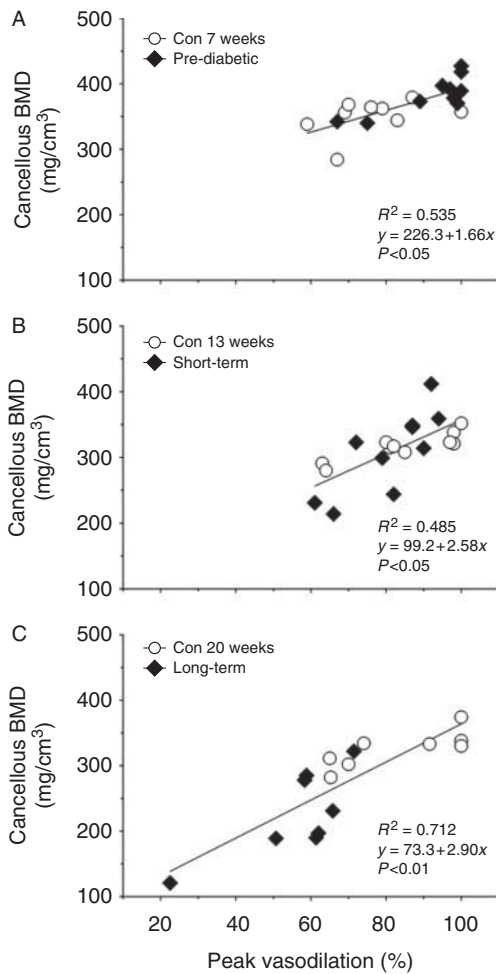 A
500
400
300
200
100
Cancellous BMD
(mg/cm³)
Con 7 weeks
Pre-diabetic
R² = 0.535
y = 226.3+1.66x
P<0.05
B
500
400
300
200
100
Cancellous BMD
(mg/cm³)
Con 13 weeks
Short-term
R² = 0.485
y = 99.2+2.58x
P<0.05
C
500
400
300
200
100
Cancellous BMD
(mg/cm³)
Con 20 weeks
Long-term
R² = 0.712
y = 73.3+2.90x
P<0.01
20 40 60 80 100
Peak vasodilation (%)